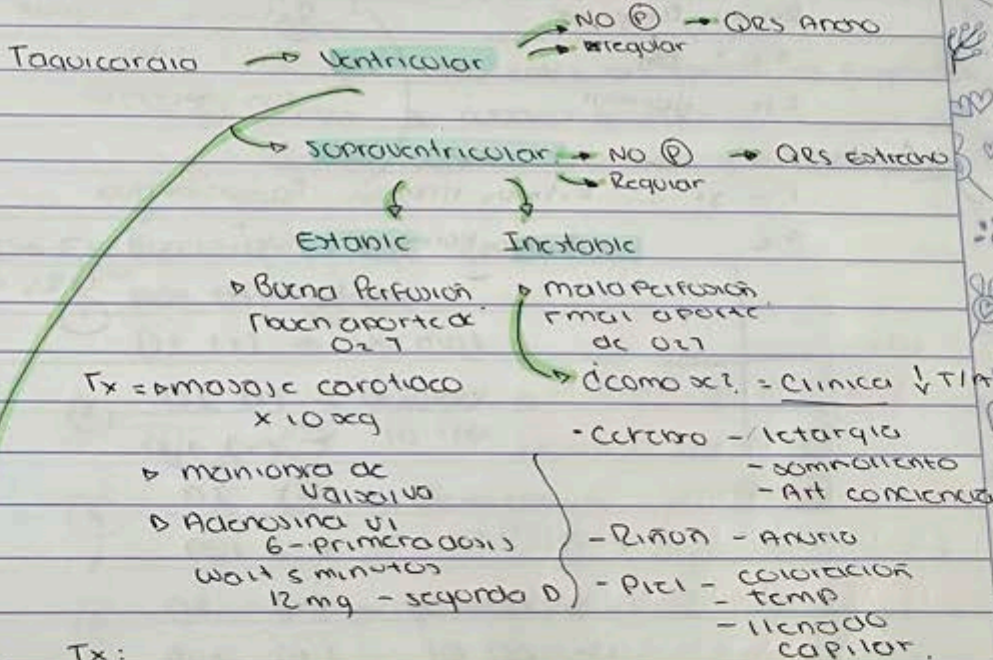 NO Ⓟ → QRS Ancho
Taquicardia → Ventricular → Irregular
Supraventricular → NO Ⓟ → QRS Estrecho
→ Regular
Estable Inestable
▹ Buena Perfusión
[buen aporte de
O2]
▹ mala Perfusión
[mal aporte
de O2]
Tx = ▹ masaje carotideo
x 10 seg
▹ maniobra de
Valsalva
▹ Adenosina VI
6 - primera dosis
wait 5 minutos
12 mg - segunda D
→ ¿como se? = Clinica ↓ T/A
• Cerebro - letargia
- somnoliento
- Alt conciencia
- Riñon - Anuria
- Piel - coloración
- temp
- llenado
capilar.
Tx: